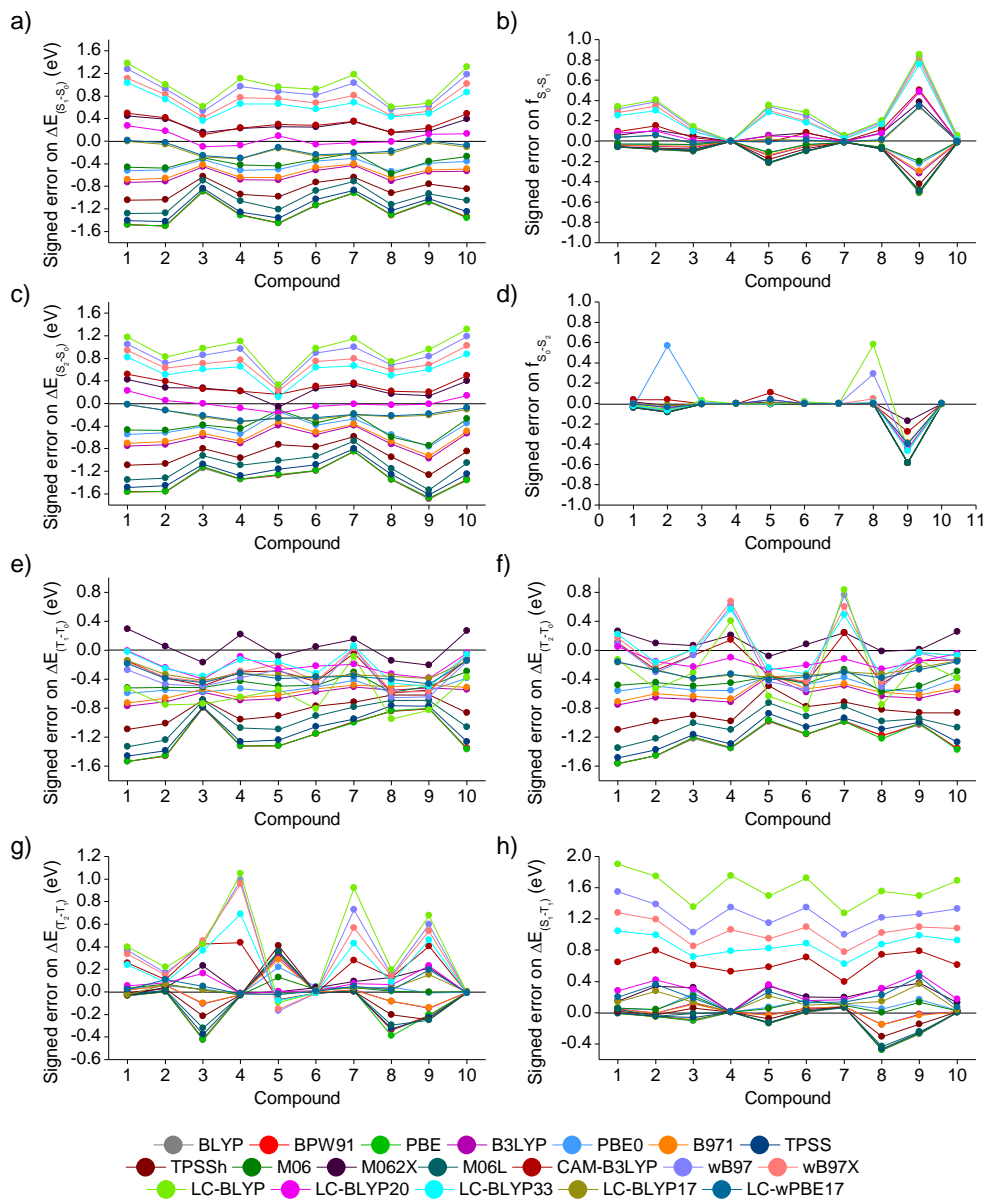 a)
Signed error on ΔE(S₁-S₀) (eV)
1.6
1.2
0.8
0.4
0.0
-0.4
-0.8
-1.2
-1.6
1 2 3 4 5 6 7 8 9 10
Compound
b)
Signed error on f S₀-S₁
1.0
0.8
0.6
0.4
0.2
0.0
-0.2
-0.4
-0.6
-0.8
-1.0
1 2 3 4 5 6 7 8 9 10
Compound
c)
Signed error on ΔE(S₂-S₀) (eV)
1.6
1.2
0.8
0.4
0.0
-0.4
-0.8
-1.2
-1.6
1 2 3 4 5 6 7 8 9 10
Compound
d)
Signed error on f S₀-S₂
1.0
0.8
0.6
0.4
0.2
0.0
-0.2
-0.4
-0.6
-0.8
-1.0
0 1 2 3 4 5 6 7 8 9 10 11
Compound
e)
Signed error on ΔE(T₁-T₀) (eV)
0.8
0.4
0.0
-0.4
-0.8
-1.2
-1.6
1 2 3 4 5 6 7 8 9 10
Compound
f)
Signed error on ΔE(T₂-T₀) (eV)
0.8
0.4
0.0
-0.4
-0.8
-1.2
-1.6
1 2 3 4 5 6 7 8 9 10
Compound
g)
Signed error on ΔE(T₂-T₁) (eV)
1.2
1.0
0.8
0.6
0.4
0.2
0.0
-0.2
-0.4
-0.6
1 2 3 4 5 6 7 8 9 10
Compound
h)
Signed error on ΔE(S₁-T₁) (eV)
2.0
1.6
1.2
0.8
0.4
0.0
-0.4
1 2 3 4 5 6 7 8 9 10
Compound
BLYP BPW91 PBE B3LYP PBE0 B971 TPSS
TPSSh M06 M062X M06L CAM-B3LYP wB97 wB97X
LC-BLYP LC-BLYP20 LC-BLYP33 LC-BLYP17 LC-wPBE17